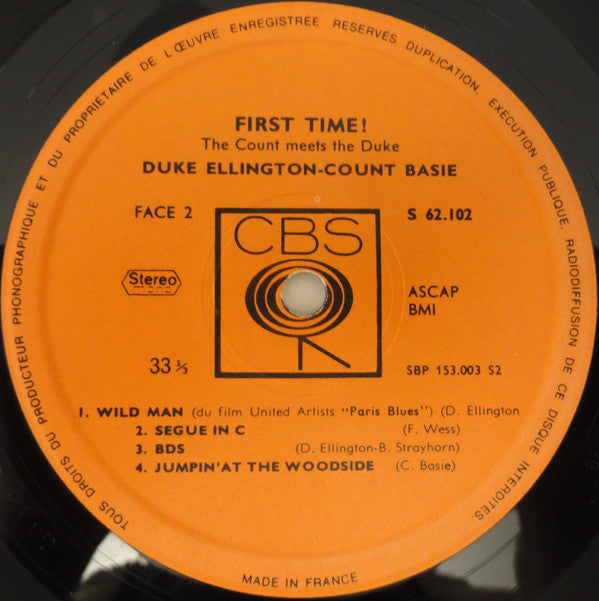 TOUS DROITS DU PRODUCTEUR PHONOGRAPHIQUE ET DU PROPRIÉTAIRE DE L'ŒUVRE ENREGISTRÉE RESERVÉS DUPLICATION, EXÉCUTION PUBLIQUE, RADIODIFFUSION DE CE DISQUE INTERDITES
FIRST TIME!
The Count meets the Duke
DUKE ELLINGTON-COUNT BASIE
FACE 2
S 62.102
CBS
Stereo
mono
ASCAP
BMI
33 ⅓
SBP 153.003 S2
1. WILD MAN (du film United Artists "Paris Blues") (D. Ellington
2. SEGUE IN C (F. Wess)
3. BDS (D. Ellington-B. Strayhorn)
4. JUMPIN'AT THE WOODSIDE (C. Basie)
MADE IN FRANCE